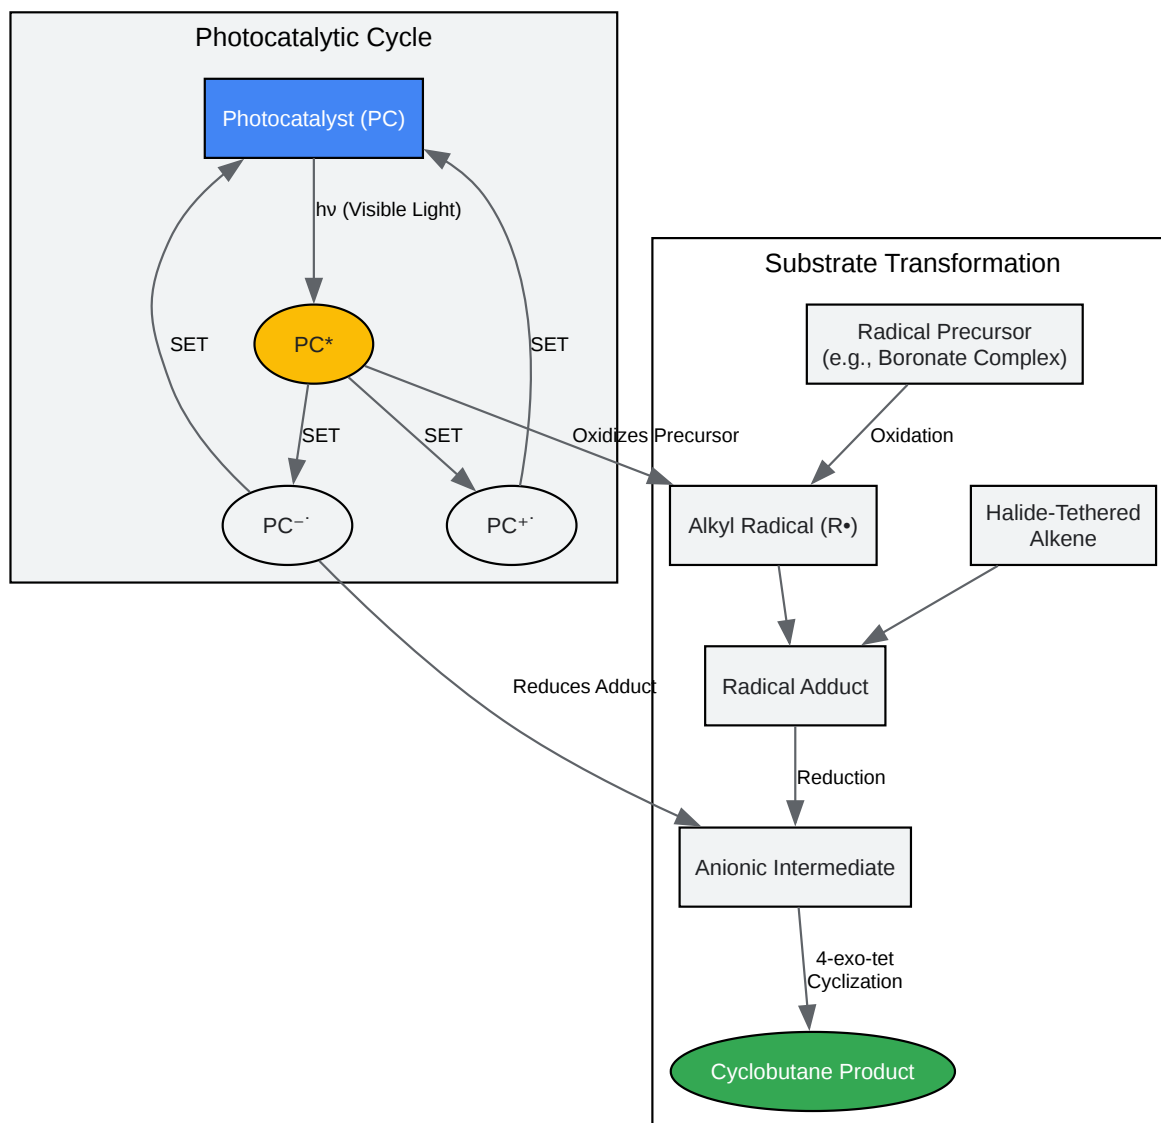 Photocatalytic Cycle
Photocatalyst (PC)
hν (Visible Light)
SET
PC*
SET
SET
SET
Oxidizes Precursor
PC⁻˙
PC⁺˙
Substrate Transformation
Radical Precursor
(e.g., Boronate Complex)
Oxidation
Alkyl Radical (R•)
Halide-Tethered
Alkene
Reduces Adduct
Radical Adduct
Reduction
Anionic Intermediate
4-exo-tet
Cyclization
Cyclobutane Product